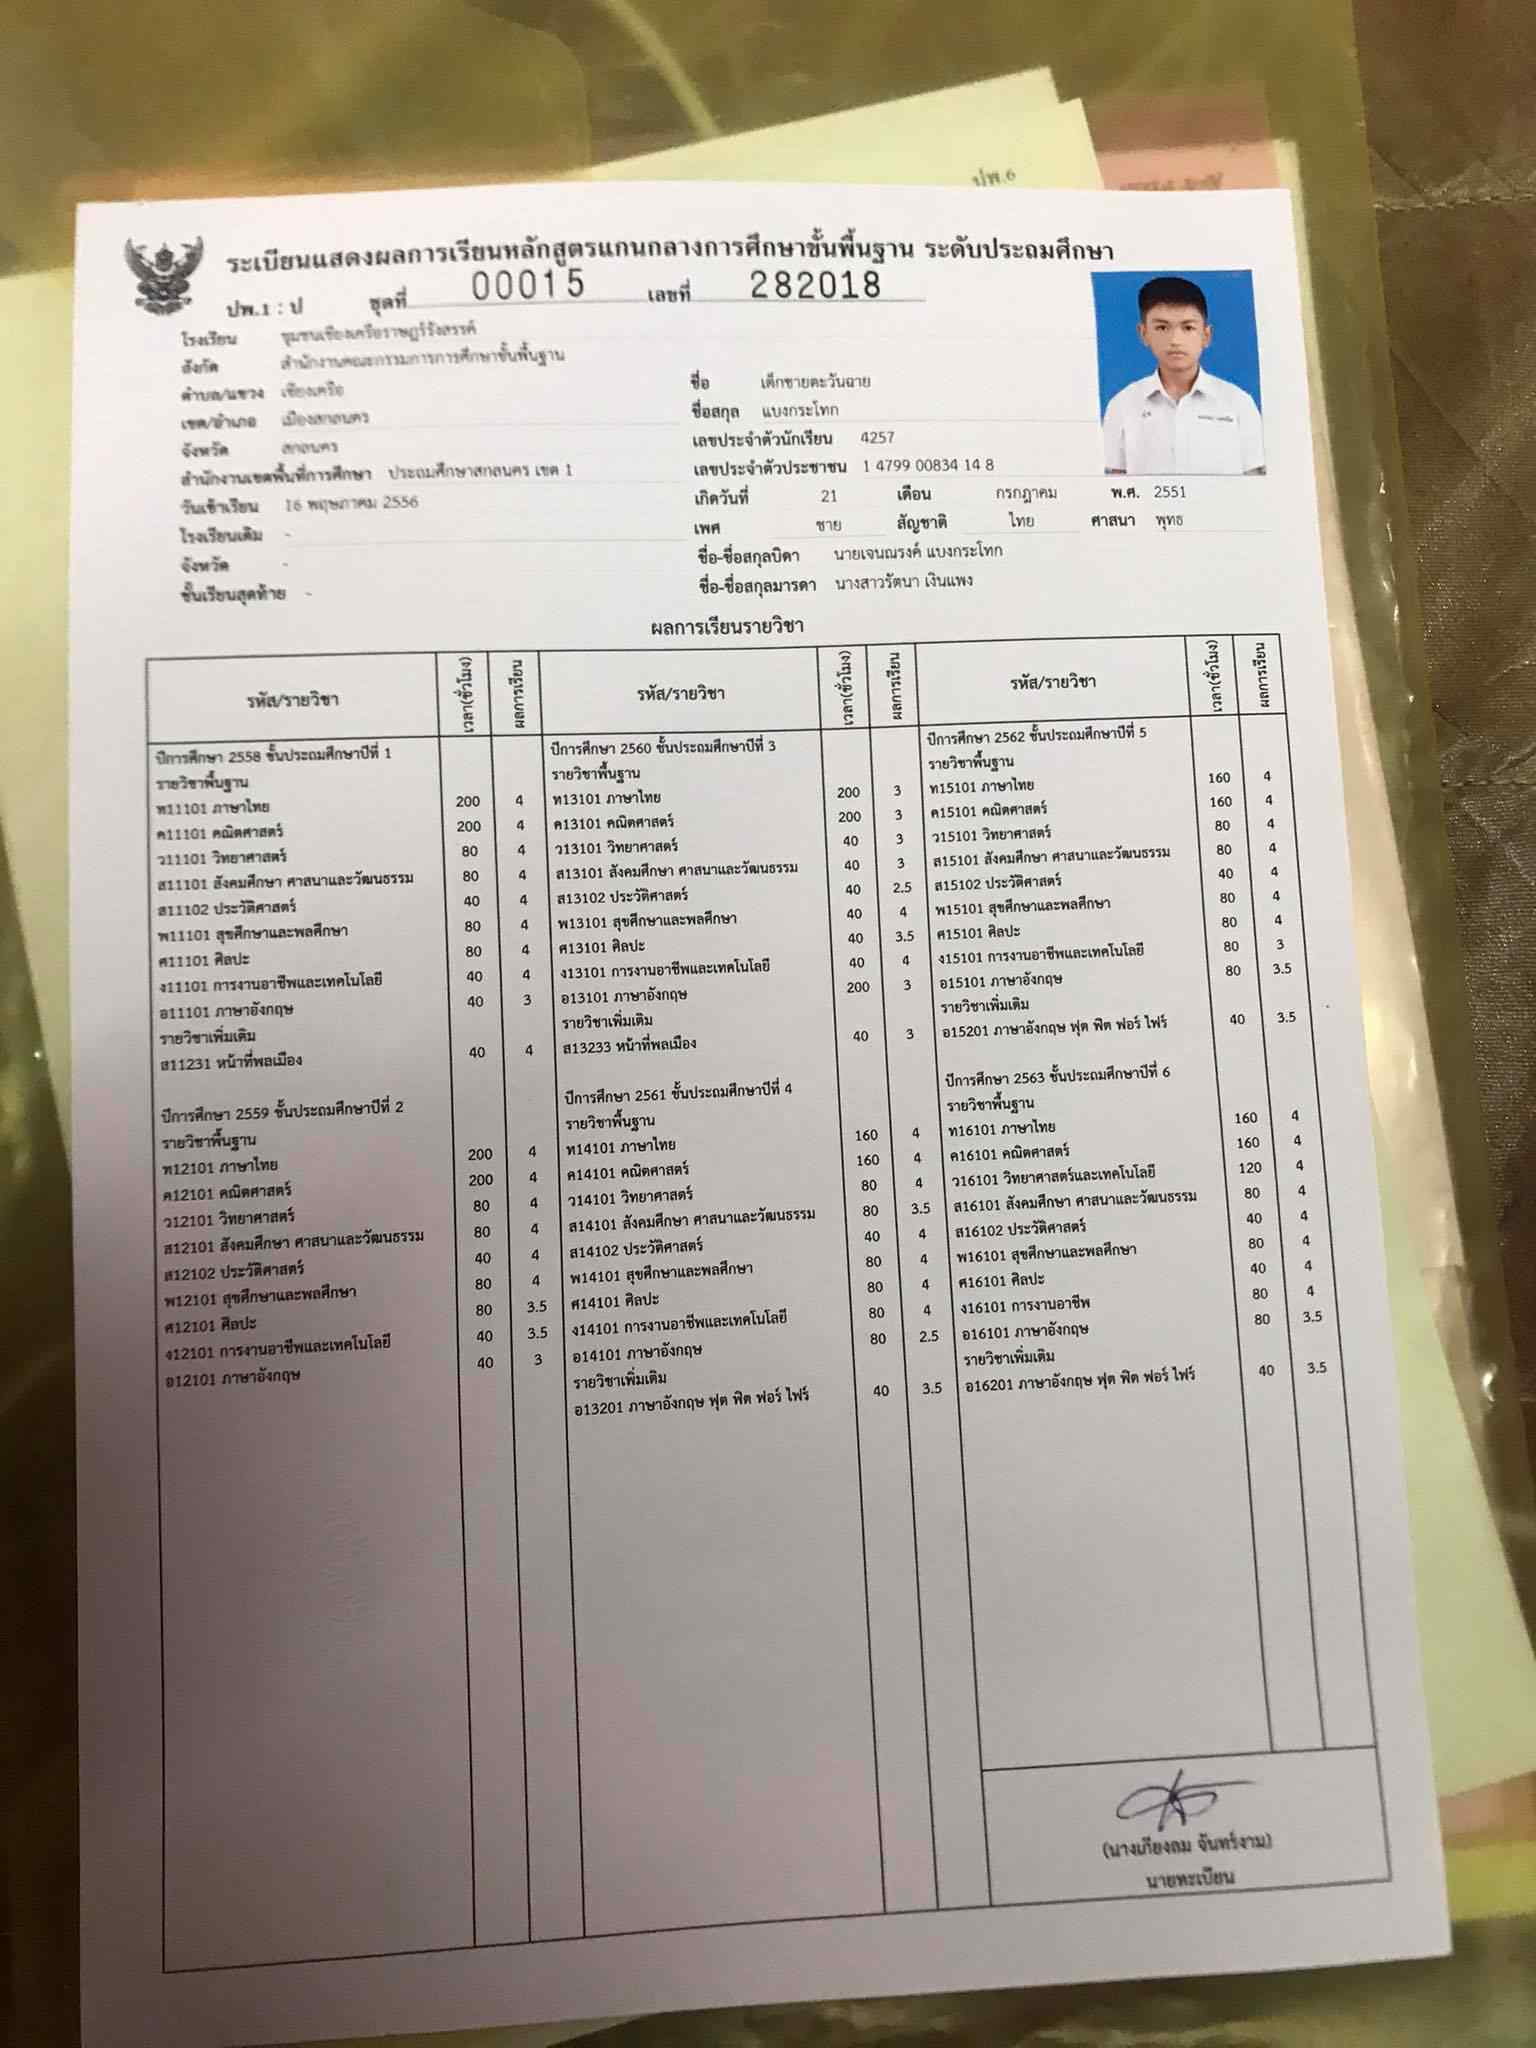 ปพ.6
ระเบียนแสดงผลการเรียนหลักสูตรแกนกลางการศึกษาขั้นพื้นฐาน ระดับประถมศึกษา
ปพ.1 : ป ชุดที่ 00015 เลขที่ 282018
โรงเรียน ชุมชนเชียงเครือราษฎร์รังสรรค์
สังกัด สำนักงานคณะกรรมการการศึกษาขั้นพื้นฐาน
ตำบล/แขวง เชียงเครือ
เขต/อำเภอ เมืองสกลนคร
จังหวัด สกลนคร
สำนักงานเขตพื้นที่การศึกษา ประถมศึกษาสกลนคร เขต 1
วันเข้าเรียน 16 พฤษภาคม 2556
โรงเรียนเดิม -
จังหวัด -
ชั้นเรียนสุดท้าย -
ชื่อ เด็กชายตะวันฉาย
ชื่อสกุล แบงกระโทก
เลขประจำตัวนักเรียน 4257
เลขประจำตัวประชาชน 1 4799 00834 14 8
เกิดวันที่ 21 เดือน กรกฎาคม พ.ศ. 2551
เพศ ชาย สัญชาติ ไทย ศาสนา พุทธ
ชื่อ-ชื่อสกุลบิดา นายเจนณรงค์ แบงกระโทก
ชื่อ-ชื่อสกุลมารดา นางสาวรัตนา เงินแพง
ผลการเรียนรายวิชา
รหัส/รายวิชา เวลา(ชั่วโมง) ผลการเรียน
ปีการศึกษา 2558 ชั้นประถมศึกษาปีที่ 1
รายวิชาพื้นฐาน
ท11101 ภาษาไทย 200 4
ค11101 คณิตศาสตร์ 200 4
ว11101 วิทยาศาสตร์ 80 4
ส11101 สังคมศึกษา ศาสนาและวัฒนธรรม 80 4
ส11102 ประวัติศาสตร์ 40 4
พ11101 สุขศึกษาและพลศึกษา 80 4
ศ11101 ศิลปะ 80 4
ง11101 การงานอาชีพและเทคโนโลยี 40 4
อ11101 ภาษาอังกฤษ 40 3
รายวิชาเพิ่มเติม
ส11231 หน้าที่พลเมือง 40 4
ปีการศึกษา 2559 ชั้นประถมศึกษาปีที่ 2
รายวิชาพื้นฐาน
ท12101 ภาษาไทย 200 4
ค12101 คณิตศาสตร์ 200 4
ว12101 วิทยาศาสตร์ 80 4
ส12101 สังคมศึกษา ศาสนาและวัฒนธรรม 80 4
ส12102 ประวัติศาสตร์ 40 4
พ12101 สุขศึกษาและพลศึกษา 80 4
ศ12101 ศิลปะ 80 3.5
ง12101 การงานอาชีพและเทคโนโลยี 40 3.5
อ12101 ภาษาอังกฤษ 40 3
รหัส/รายวิชา เวลา(ชั่วโมง) ผลการเรียน
ปีการศึกษา 2560 ชั้นประถมศึกษาปีที่ 3
รายวิชาพื้นฐาน
ท13101 ภาษาไทย 200 3
ค13101 คณิตศาสตร์ 200 3
ว13101 วิทยาศาสตร์ 40 3
ส13101 สังคมศึกษา ศาสนาและวัฒนธรรม 40 3
ส13102 ประวัติศาสตร์ 40 2.5
พ13101 สุขศึกษาและพลศึกษา 40 4
ศ13101 ศิลปะ 40 3.5
ง13101 การงานอาชีพและเทคโนโลยี 40 4
อ13101 ภาษาอังกฤษ 200 3
รายวิชาเพิ่มเติม
ส13233 หน้าที่พลเมือง 40 3
ปีการศึกษา 2561 ชั้นประถมศึกษาปีที่ 4
รายวิชาพื้นฐาน
ท14101 ภาษาไทย 160 4
ค14101 คณิตศาสตร์ 160 4
ว14101 วิทยาศาสตร์ 80 4
ส14101 สังคมศึกษา ศาสนาและวัฒนธรรม 80 3.5
ส14102 ประวัติศาสตร์ 40 4
พ14101 สุขศึกษาและพลศึกษา 80 4
ศ14101 ศิลปะ 80 4
ง14101 การงานอาชีพและเทคโนโลยี 80 4
อ14101 ภาษาอังกฤษ 80 2.5
รายวิชาเพิ่มเติม
อ13201 ภาษาอังกฤษ ฟุต ฟิต ฟอร์ ไฟร์ 40 3.5
รหัส/รายวิชา เวลา(ชั่วโมง) ผลการเรียน
ปีการศึกษา 2562 ชั้นประถมศึกษาปีที่ 5
รายวิชาพื้นฐาน
ท15101 ภาษาไทย 160 4
ค15101 คณิตศาสตร์ 160 4
ว15101 วิทยาศาสตร์ 80 4
ส15101 สังคมศึกษา ศาสนาและวัฒนธรรม 80 4
ส15102 ประวัติศาสตร์ 40 4
พ15101 สุขศึกษาและพลศึกษา 80 4
ศ15101 ศิลปะ 80 4
ง15101 การงานอาชีพและเทคโนโลยี 80 3
อ15101 ภาษาอังกฤษ 80 3.5
รายวิชาเพิ่มเติม
อ15201 ภาษาอังกฤษ ฟุต ฟิต ฟอร์ ไฟร์ 40 3.5
ปีการศึกษา 2563 ชั้นประถมศึกษาปีที่ 6
รายวิชาพื้นฐาน
ท16101 ภาษาไทย 160 4
ค16101 คณิตศาสตร์ 160 4
ว16101 วิทยาศาสตร์และเทคโนโลยี 120 4
ส16101 สังคมศึกษา ศาสนาและวัฒนธรรม 80 4
ส16102 ประวัติศาสตร์ 40 4
พ16101 สุขศึกษาและพลศึกษา 80 4
ศ16101 ศิลปะ 40 4
ง16101 การงานอาชีพ 80 4
อ16101 ภาษาอังกฤษ 80 3.5
รายวิชาเพิ่มเติม
อ16201 ภาษาอังกฤษ ฟุต ฟิต ฟอร์ ไฟร์ 40 3.5
(นางเกียงลม จันทร์งาม)
นายทะเบียน